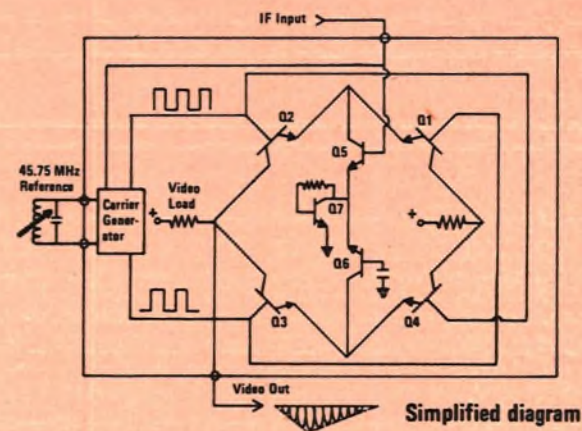 IF Input
Q2
Q1
Q5
45.75 MHz
Reference
Carrier
Gener-
ator
Video
Load
+
Q7
+
Q6
Q3
Q4
Video Out
Simplified diagram